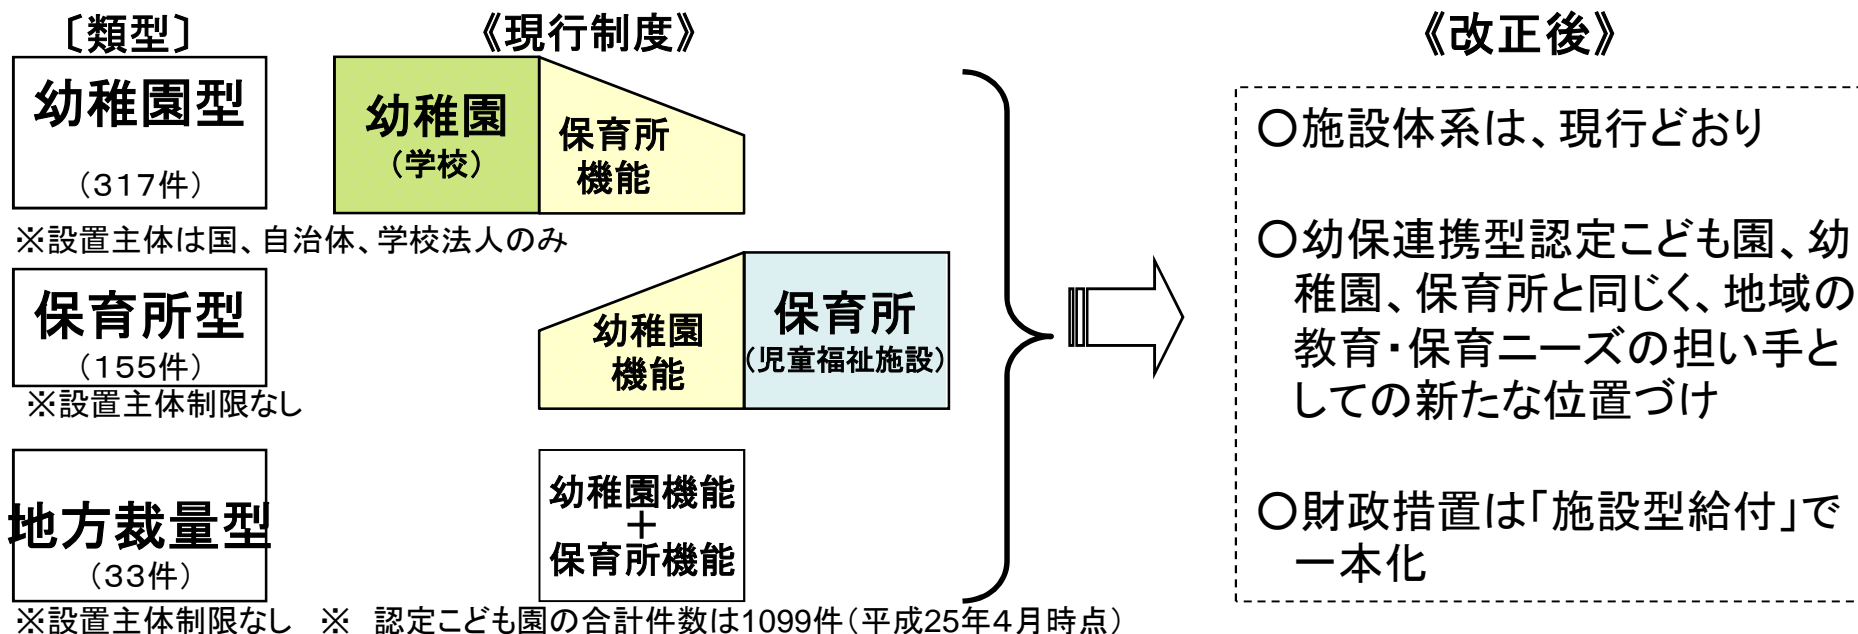 〔類型〕
《現行制度》
《改正後》
幼稚園型
（317件）
※設置主体は国、自治体、学校法人のみ
幼稚園
（学校）
保育所
機能
保育所型
（155件）
※設置主体制限なし
幼稚園
機能
保育所
（児童福祉施設）
地方裁量型
（33件）
※設置主体制限なし
幼稚園機能
＋
保育所機能
※ 認定こども園の合計件数は1099件（平成25年4月時点）
〇施設体系は、現行どおり
〇幼保連携型認定こども園、幼
稚園、保育所と同じく、地域の
教育・保育ニーズの担い手と
しての新たな位置づけ
〇財政措置は「施設型給付」で
一本化